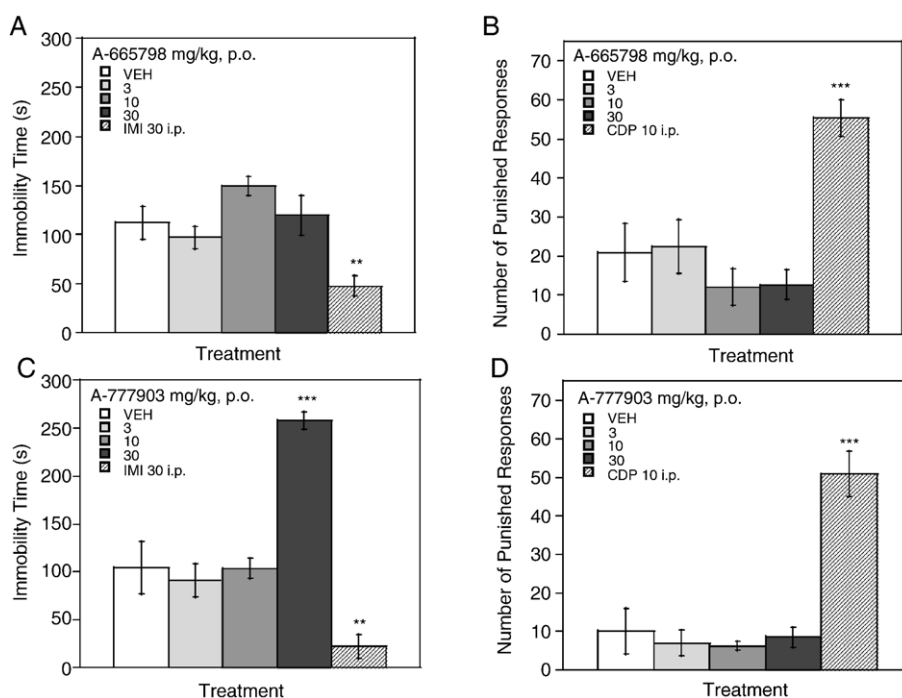 A
300
250
200
150
100
50
0
Immobility Time (s)
A-665798 mg/kg, p.o.
VEH
3
10
30
IMI 30 i.p.
**
Treatment
B
70
60
50
40
30
20
10
0
Number of Punished Responses
A-665798 mg/kg, p.o.
VEH
3
10
30
CDP 10 i.p.
***
Treatment
C
300
250
200
150
100
50
0
Immobility Time (s)
A-777903 mg/kg, p.o.
VEH
3
10
30
IMI 30 i.p.
***
**
Treatment
D
70
60
50
40
30
20
10
0
Number of Punished Responses
A-777903 mg/kg, p.o.
VEH
3
10
30
CDP 10 i.p.
***
Treatment